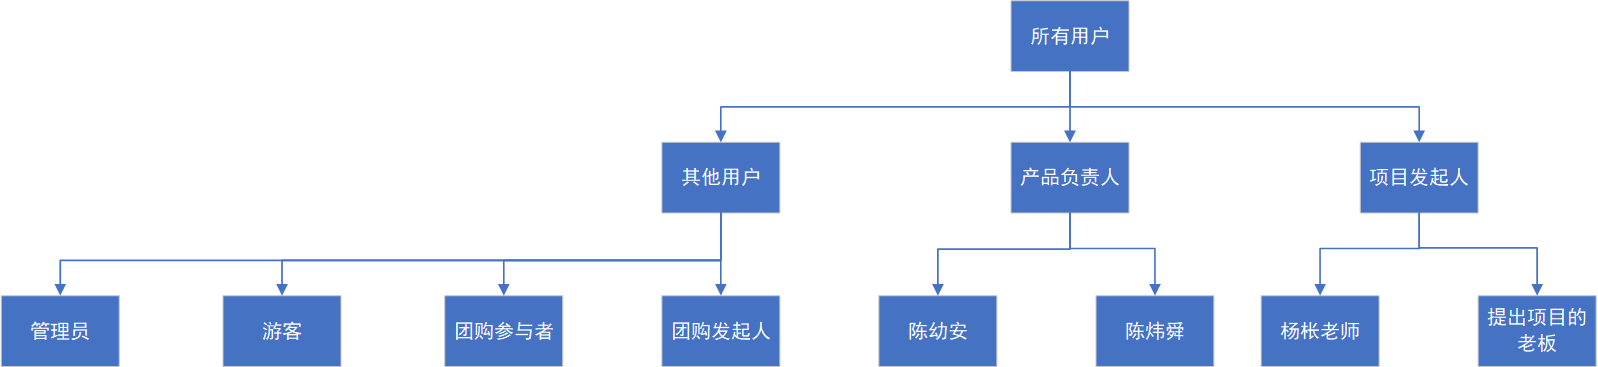 所有用户
其他用户
产品负责人
项目发起人
管理员
游客
团购参与者
团购发起人
陈幼安
陈炜舜
杨枨老师
提出项目的
老板